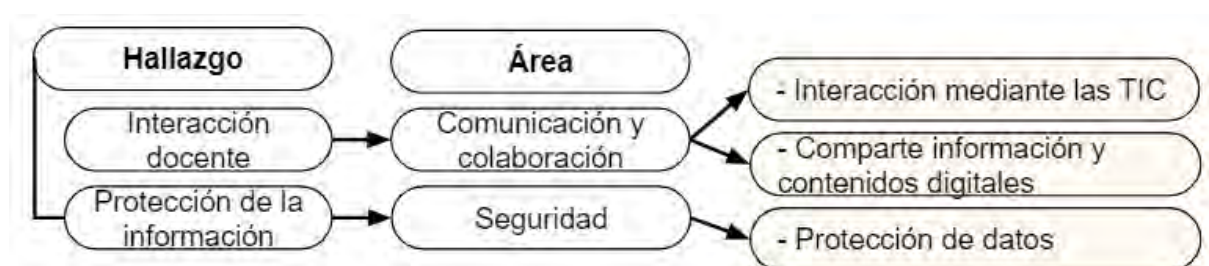 Hallazgo
Área
- Interacción mediante las TIC
Interacción
docente
Comunicación y
colaboración
- Comparte información y
contenidos digitales
Protección de la
información
Seguridad
- Protección de datos